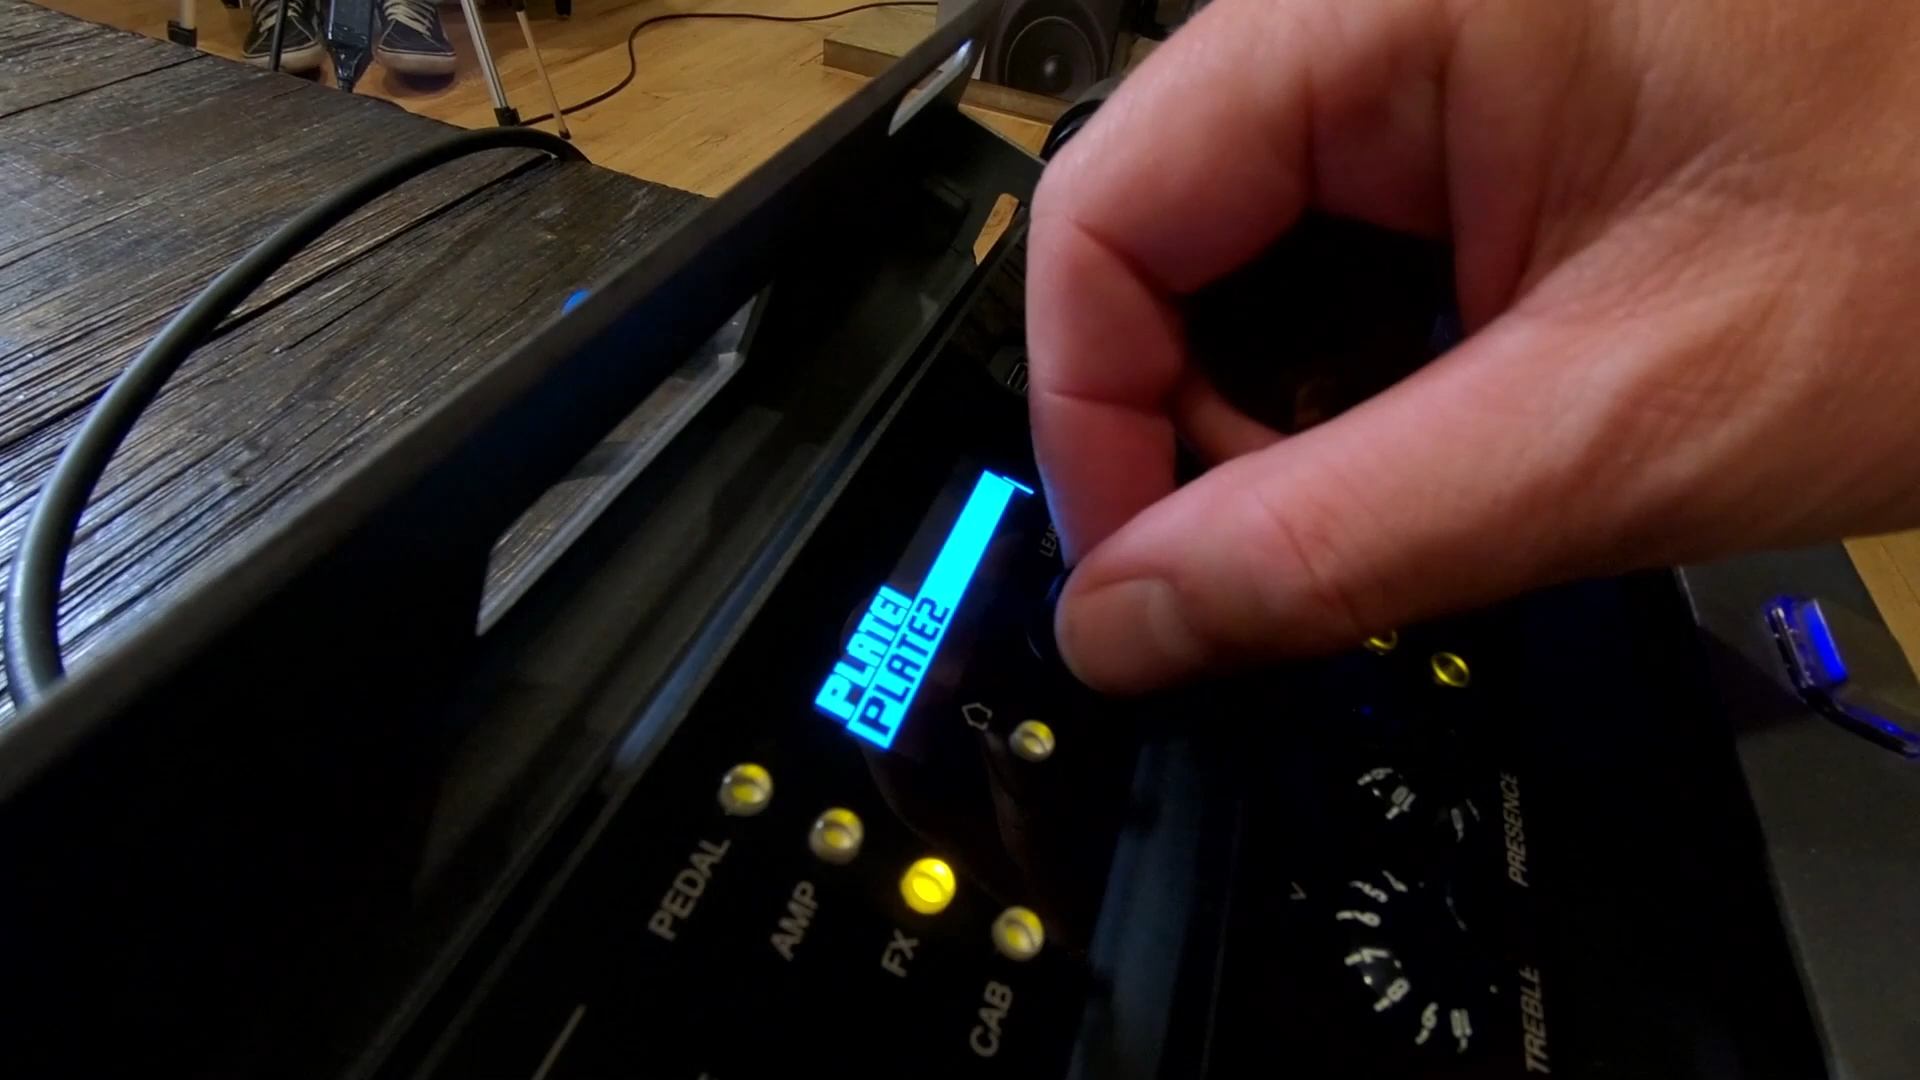 PLATE1
PLATE2
PEDAL
AMP
FX
CAB
PRESENCE
TREBLE